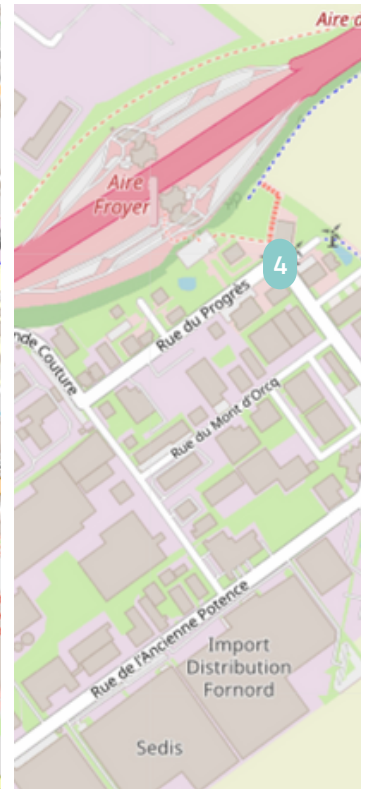 Aire d
Aire
Froyer
4
Rue du Progrès
nde Couture
Rue du Mont d'Orcq
Rue de l'Ancienne Potence
Import
Distribution
Fornord
Sedis